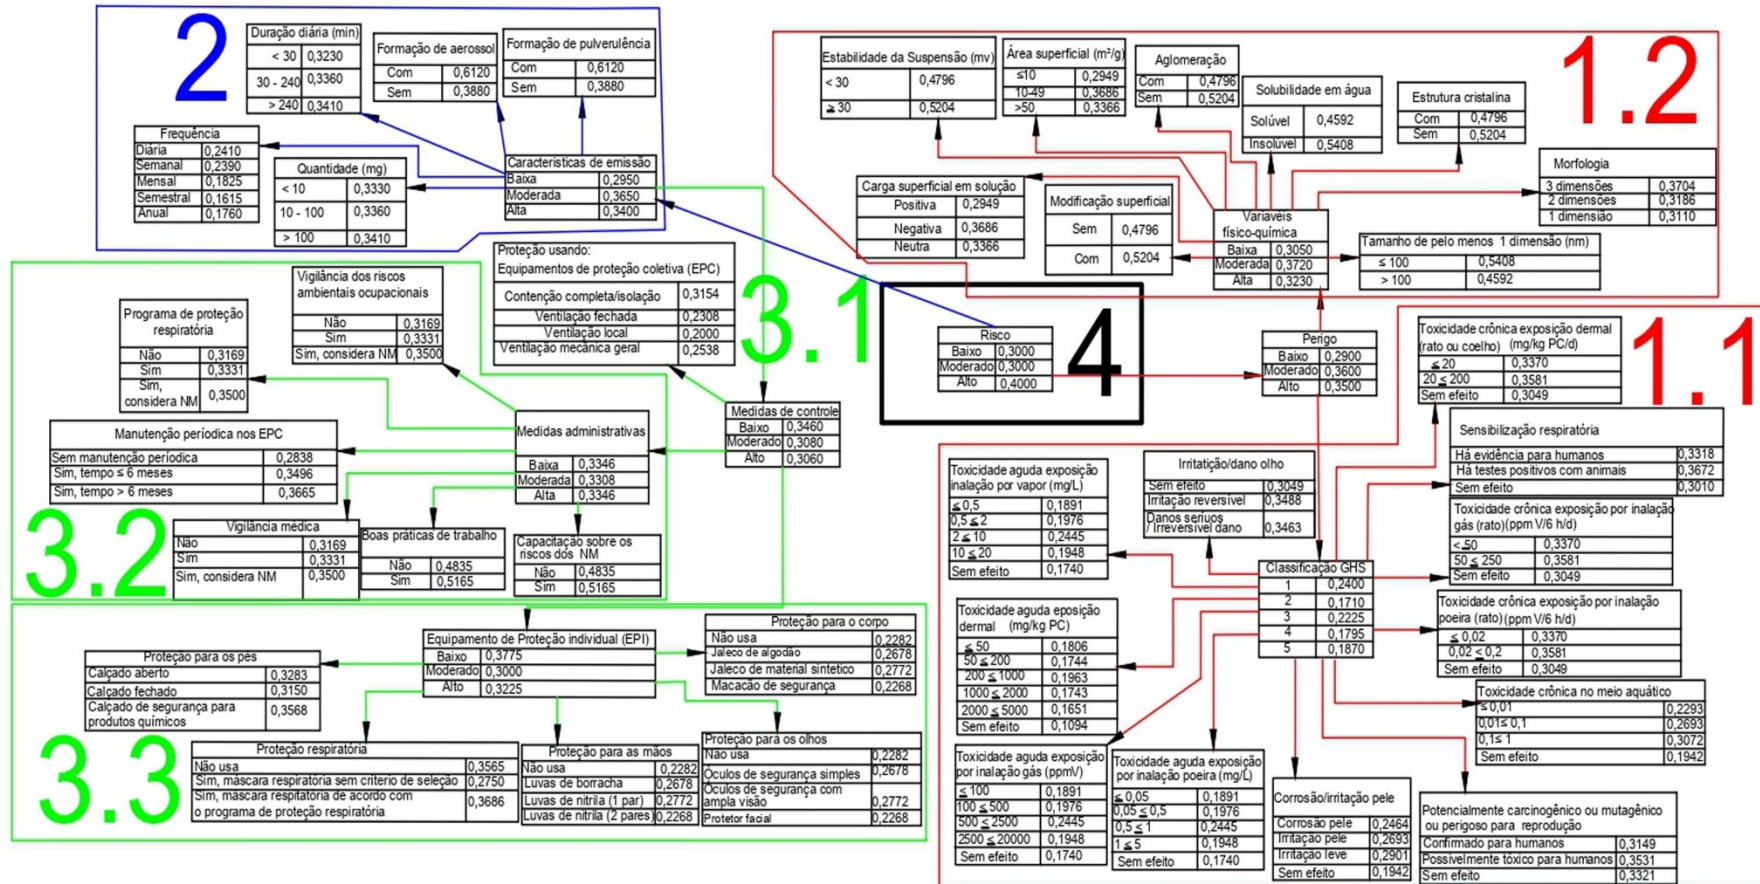 2
Duração diária (min)
< 30 0,3230
30 - 240 0,3360
> 240 0,3410
Formação de aerossol
Com 0,6120
Sem 0,3880
Formação de pulverulência
Com 0,6120
Sem 0,3880
Frequência
Diária 0,2410
Semanal 0,2390
Mensal 0,1825
Semestral 0,1615
Anual 0,1760
Quantidade (mg)
< 10 0,3330
10 - 100 0,3360
> 100 0,3410
Características de emissão
Baixa 0,2950
Moderada 0,3650
Alta 0,3400
1.2
Estabilidade da Suspensão (mv)
< 30 0,4796
≥ 30 0,5204
Área superficial (m²/g)
≤10 0,2949
10-49 0,3686
>50 0,3366
Aglomeração
Com 0,4796
Sem 0,5204
Solubilidade em água
Solúvel 0,4592
Insolúvel 0,5408
Estrutura cristalina
Com 0,4796
Sem 0,5204
Morfologia
3 dimensões 0,3704
2 dimensões 0,3186
1 dimensião 0,3110
Carga superficial em solução
Positiva 0,2949
Negativa 0,3686
Neutra 0,3366
Modificação superficial
Sem 0,4796
Com 0,5204
Variavéis
físico-química
Baixa 0,3050
Moderada 0,3720
Alta 0,3230
Tamanho de pelo menos 1 dimensão (nm)
≤ 100 0,5408
> 100 0,4592
3.1
Proteção usando:
Equipamentos de proteção coletiva (EPC)
Contenção completa/isolação 0,3154
Ventilação fechada 0,2308
Ventilação local 0,2000
Ventilação mecânica geral 0,2538
Medidas de controle
Baixo 0,3460
Moderado 0,3080
Alto 0,3060
4
Risco
Baixo 0,3000
Moderado 0,3000
Alto 0,4000
Perigo
Baixo 0,2900
Moderado 0,3600
Alto 0,3500
3.2
Vigilância dos riscos
ambientais ocupacionais
Não 0,3169
Sim 0,3331
Sim, considera NM 0,3500
Programa de proteção
respiratória
Não 0,3169
Sim 0,3331
Sim,
considera NM 0,3500
Manutenção períodica nos EPC
Sem manutenção períodica 0,2838
Sim, tempo ≤ 6 meses 0,3496
Sim, tempo > 6 meses 0,3665
Medidas administrativas
Baixa 0,3346
Moderada 0,3308
Alta 0,3346
Vigilância médica
Não 0,3169
Sim 0,3331
Sim, considera NM 0,3500
Boas práticas de trabalho
Não 0,4835
Sim 0,5165
Capacitação sobre os
riscos dos NM
Não 0,4835
Sim 0,5165
3.3
Equipamento de Proteção individual (EPI)
Baixo 0,3775
Moderado 0,3000
Alto 0,3225
Proteção para o corpo
Não usa 0,2282
Jaleco de algodão 0,2678
Jaleco de material sintetico 0,2772
Macacão de segurança 0,2268
Proteção para os pés
Calçado aberto 0,3283
Calçado fechado 0,3150
Calçado de segurança para
produtos químicos 0,3568
Proteção respiratória
Não usa 0,3565
Sim, máscara respiratória sem criterio de seleção 0,2750
Sim, máscara respitatória de acordo com
o programa de proteção respiratória 0,3686
Proteção para as mãos
Não usa 0,2282
Luvas de borracha 0,2678
Luvas de nitrila (1 par) 0,2772
Luvas de nitrila (2 pares) 0,2268
Proteção para os olhos
Não usa 0,2282
Óculos de segurança simples 0,2678
Óculos de segurança com
ampla visão 0,2772
Protetor facial 0,2268
1.1
Toxicidade crônica exposição dermal
(rato ou coelho) (mg/kg PC/d)
≤ 20 0,3370
20 ≤ 200 0,3581
Sem efeito 0,3049
Sensibilização respiratória
Há evidência para humanos 0,3318
Há testes positivos com animais 0,3672
Sem efeito 0,3010
Toxicidade aguda exposição
inalação por vapor (mg/L)
≤ 0,5 0,1891
0,5 ≤ 2 0,1976
2 ≤ 10 0,2445
10 ≤ 20 0,1948
Sem efeito 0,1740
Irritatição/dano olho
Sem efeito 0,3049
Irritação reversível 0,3488
Danos seriuos
/ Irreversível dano 0,3463
Toxicidade crônica exposição por inalação
gás (rato)(ppm V/6 h/d)
< 50 0,3370
50 ≤ 250 0,3581
Sem efeito 0,3049
Classificação GHS
1 0,2400
2 0,1710
3 0,2225
4 0,1795
5 0,1870
Toxicidade crônica exposição por inalação
poeira (rato)(ppm V/6 h/d)
≤ 0,02 0,3370
0,02 < 0,2 0,3581
Sem efeito 0,3049
Toxicidade aguda eposição
dermal (mg/kg PC)
≤ 50 0,1806
50 ≤ 200 0,1744
200 ≤ 1000 0,1963
1000 ≤ 2000 0,1743
2000 ≤ 5000 0,1651
Sem efeito 0,1094
Toxicidade crônica no meio aquático
≤ 0,01 0,2293
0,01≤ 0,1 0,2693
0,1≤ 1 0,3072
Sem efeito 0,1942
Toxicidade aguda exposição
por inalação gás (ppmV)
≤ 100 0,1891
100 ≤ 500 0,1976
500 ≤ 2500 0,2445
2500 ≤ 20000 0,1948
Sem efeito 0,1740
Toxicidade aguda exposição
por inalação poeira (mg/L)
≤ 0,05 0,1891
0,05 ≤ 0,5 0,1976
0,5 ≤ 1 0,2445
1 ≤ 5 0,1948
Sem efeito 0,1740
Corrosão/irritação pele
Corrosão pele 0,2464
Irritação pele 0,2693
Irritação leve 0,2901
Sem efeito 0,1942
Potencialmente carcinogênico ou mutagênico
ou perigoso para reprodução
Confirmado para humanos 0,3149
Possivelmente tóxico para humanos 0,3531
Sem efeito 0,3321